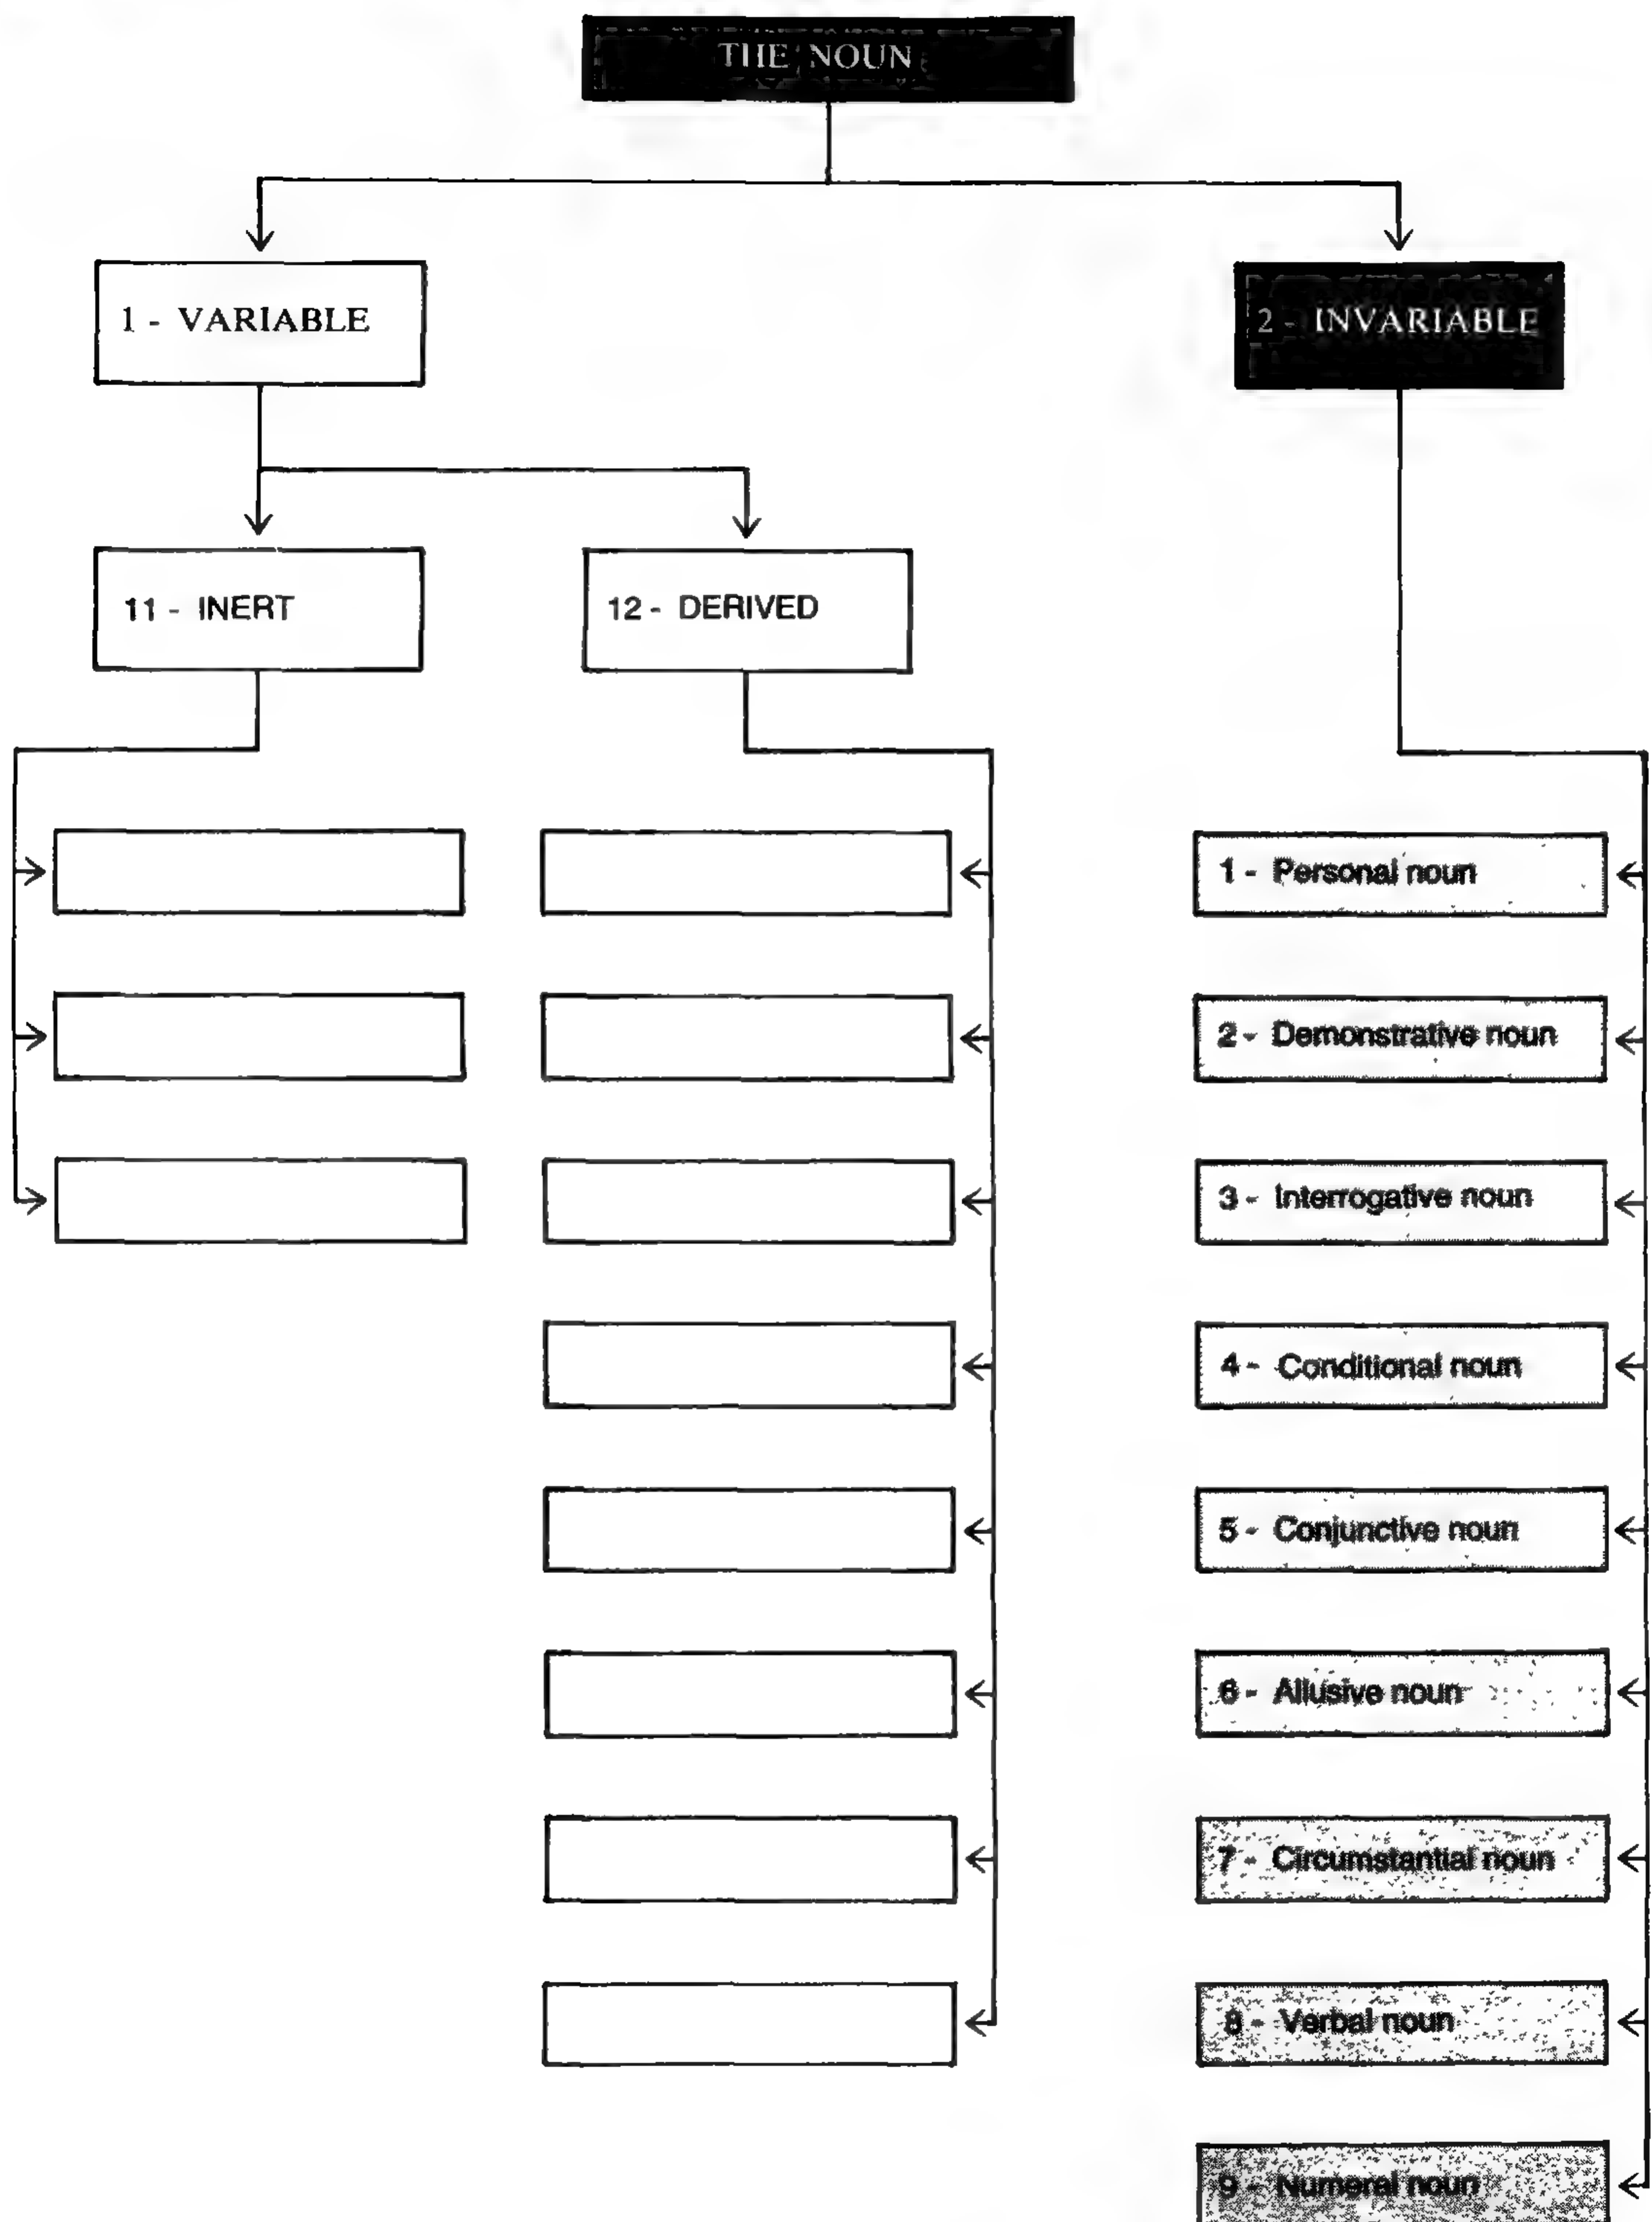 THE NOUN
1 - VARIABLE
2 - INVARIABLE
11 - INERT
12 - DERIVED
1 - Personal noun
2 - Demonstrative noun
3 - Interrogative noun
4 - Conditional noun
5 - Conjunctive noun
6 - Allusive noun
7 - Circumstantial noun
8 - Verbal noun
9 - Numeral noun